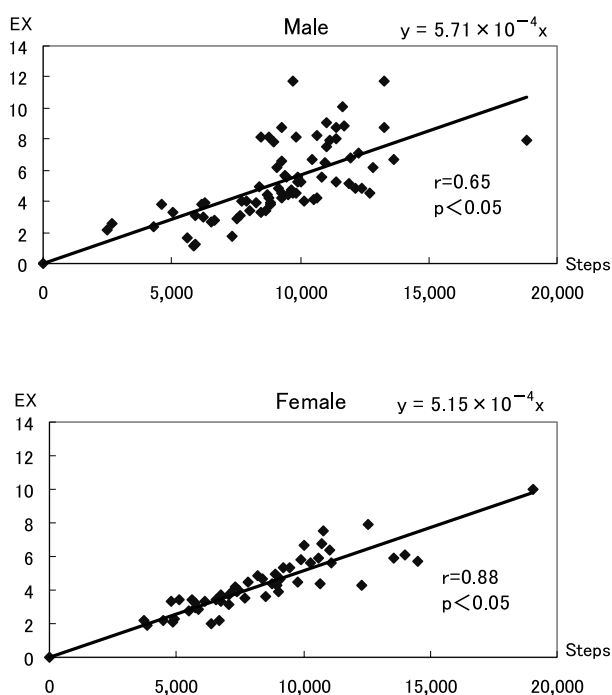 EX Male y = 5.71×10⁻⁴x
14
12
10
8
6
4
2
0
r=0.65
p<0.05
Steps
0 5,000 10,000 15,000 20,000
EX Female y = 5.15×10⁻⁴x
14
12
10
8
6
4
2
0
r=0.88
p<0.05
Steps
0 5,000 10,000 15,000 20,000